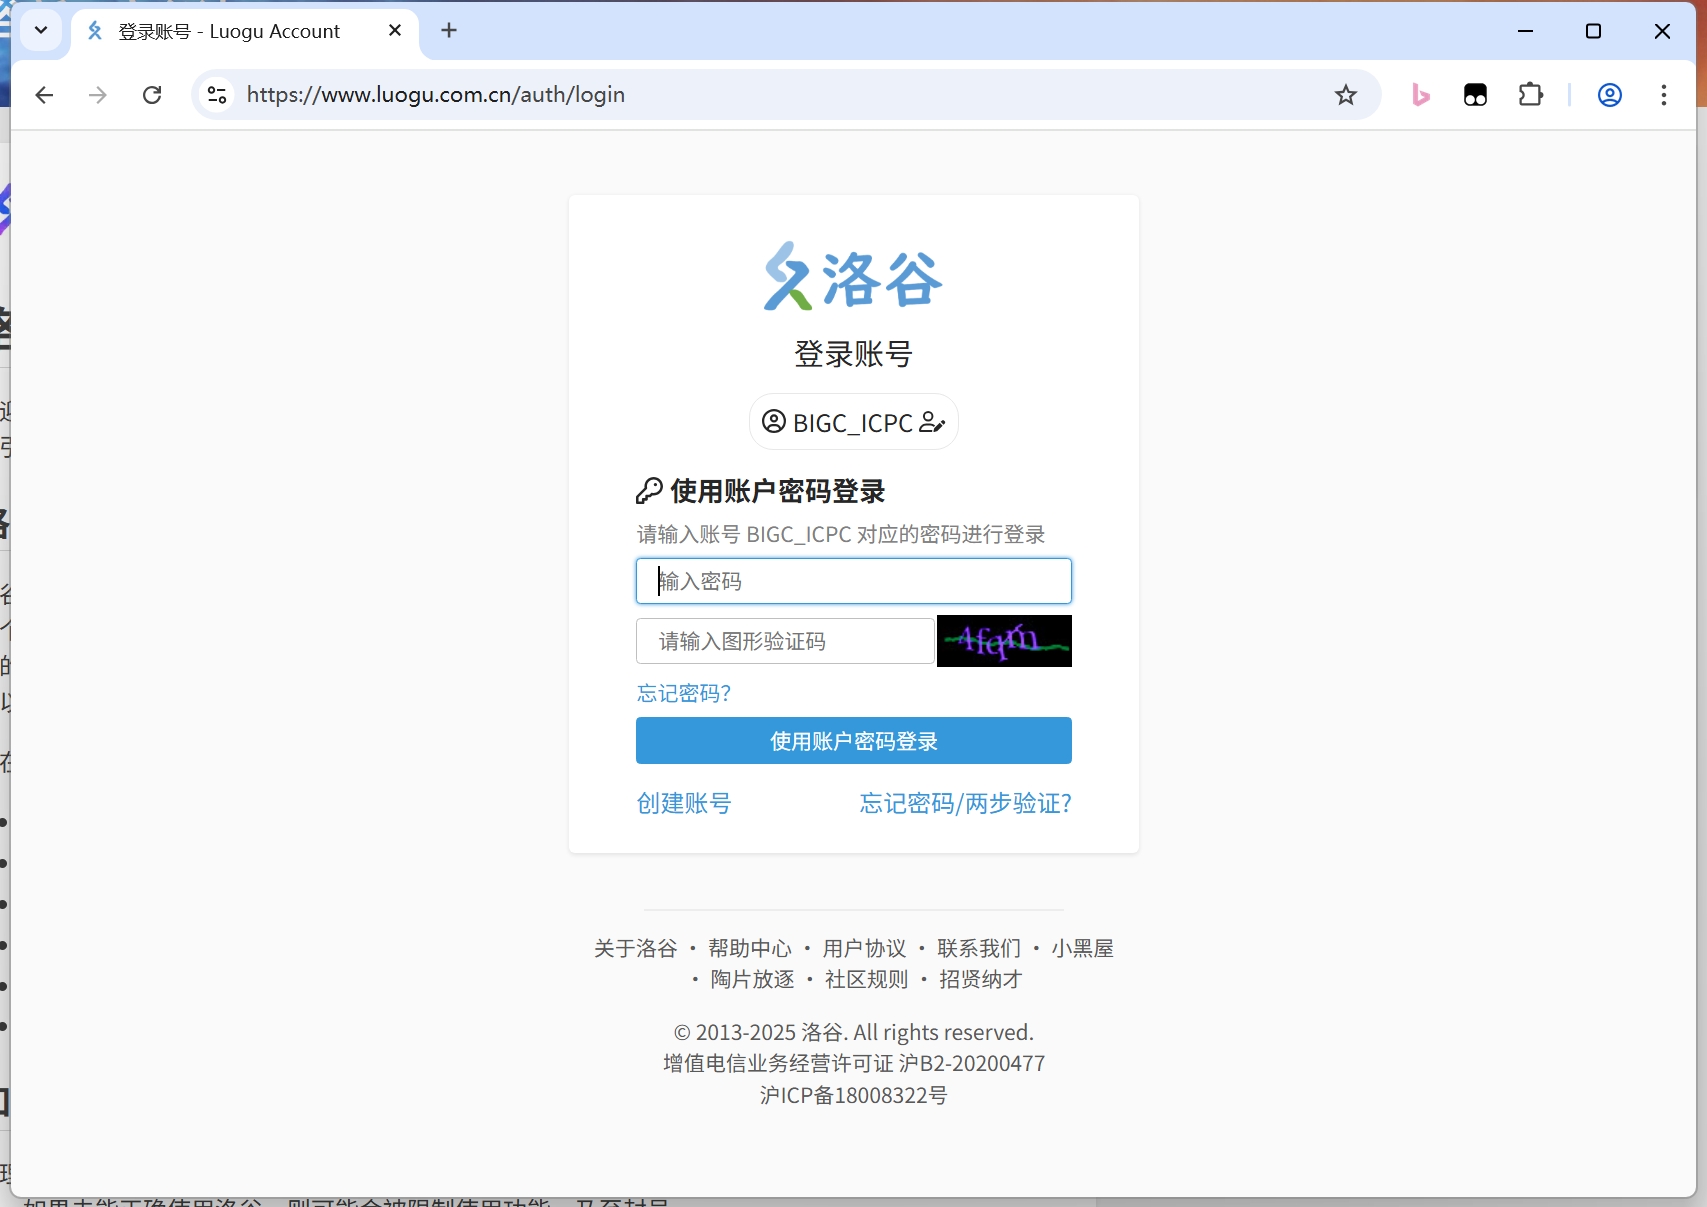 登录账号 - Luogu Account
https://www.luogu.com.cn/auth/login
洛谷
登录账号
BIGC_ICPC
使用账户密码登录
请输入账号 BIGC_ICPC 对应的密码进行登录
输入密码
请输入图形验证码
忘记密码?
使用账户密码登录
创建账号 忘记密码/两步验证?
关于洛谷 · 帮助中心 · 用户协议 · 联系我们 · 小黑屋
· 陶片放逐 · 社区规则 · 招贤纳才
© 2013-2025 洛谷. All rights reserved.
增值电信业务经营许可证 沪B2-20200477
沪ICP备18008322号